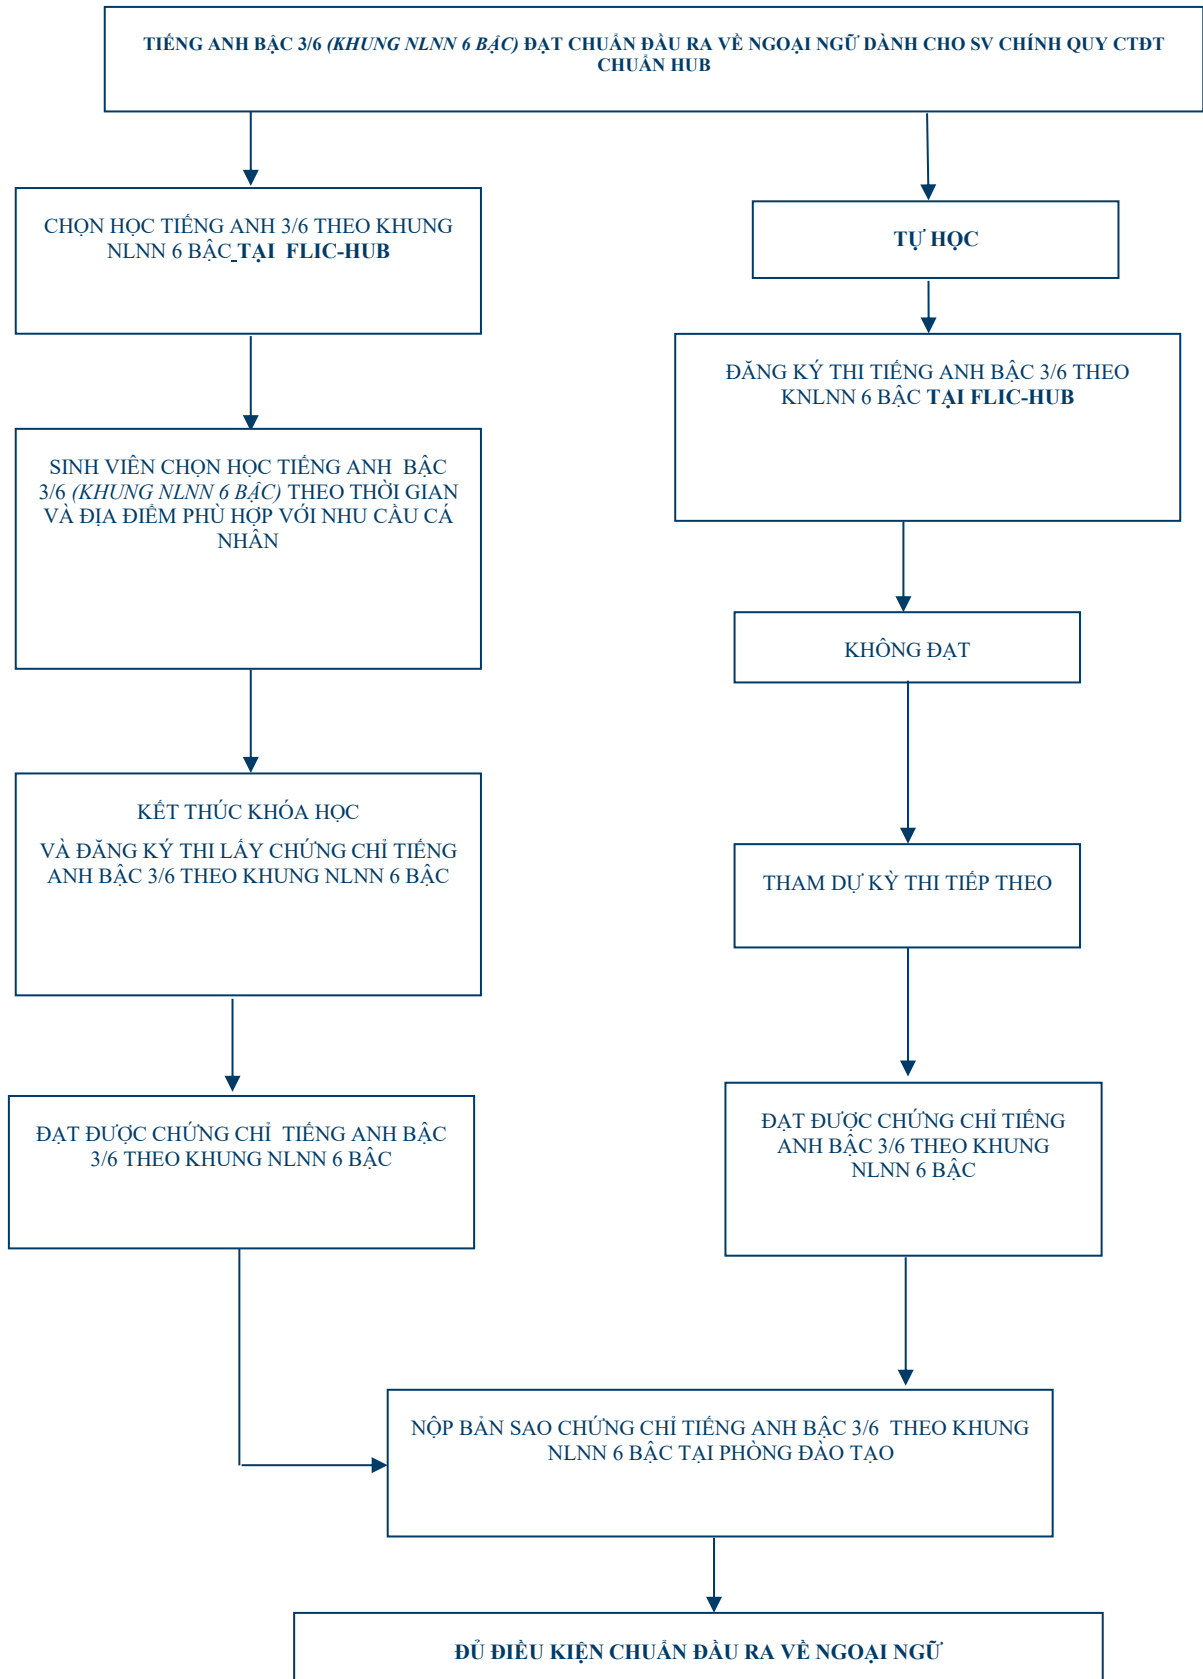 TIẾNG ANH BẬC 3/6 (KHUNG NLNN 6 BẬC) ĐẠT CHUẨN ĐẦU RA VỀ NGOẠI NGỮ DÀNH CHO SV CHÍNH QUY CTĐT
CHUẨN HUB
CHỌN HỌC TIẾNG ANH 3/6 THEO KHUNG
NLNN 6 BẬC TẠI FLIC-HUB
SINH VIÊN CHỌN HỌC TIẾNG ANH BẬC
3/6 (KHUNG NLNN 6 BẬC) THEO THỜI GIAN
VÀ ĐỊA ĐIỂM PHÙ HỢP VỚI NHU CẦU CÁ
NHÂN
KẾT THÚC KHÓA HỌC
VÀ ĐĂNG KÝ THI LẤY CHỨNG CHỈ TIẾNG
ANH BẬC 3/6 THEO KHUNG NLNN 6 BẬC
ĐẠT ĐƯỢC CHỨNG CHỈ TIẾNG ANH BẬC
3/6 THEO KHUNG NLNN 6 BẬC
TỰ HỌC
ĐĂNG KÝ THI TIẾNG ANH BẬC 3/6 THEO
KNLNN 6 BẬC TẠI FLIC-HUB
KHÔNG ĐẠT
THAM DỰ KỲ THI TIẾP THEO
ĐẠT ĐƯỢC CHỨNG CHỈ TIẾNG
ANH BẬC 3/6 THEO KHUNG
NLNN 6 BẬC
NỘP BẢN SAO CHỨNG CHỈ TIẾNG ANH BẬC 3/6 THEO KHUNG
NLNN 6 BẬC TẠI PHÒNG ĐÀO TẠO
ĐỦ ĐIỀU KIỆN CHUẨN ĐẦU RA VỀ NGOẠI NGỮ